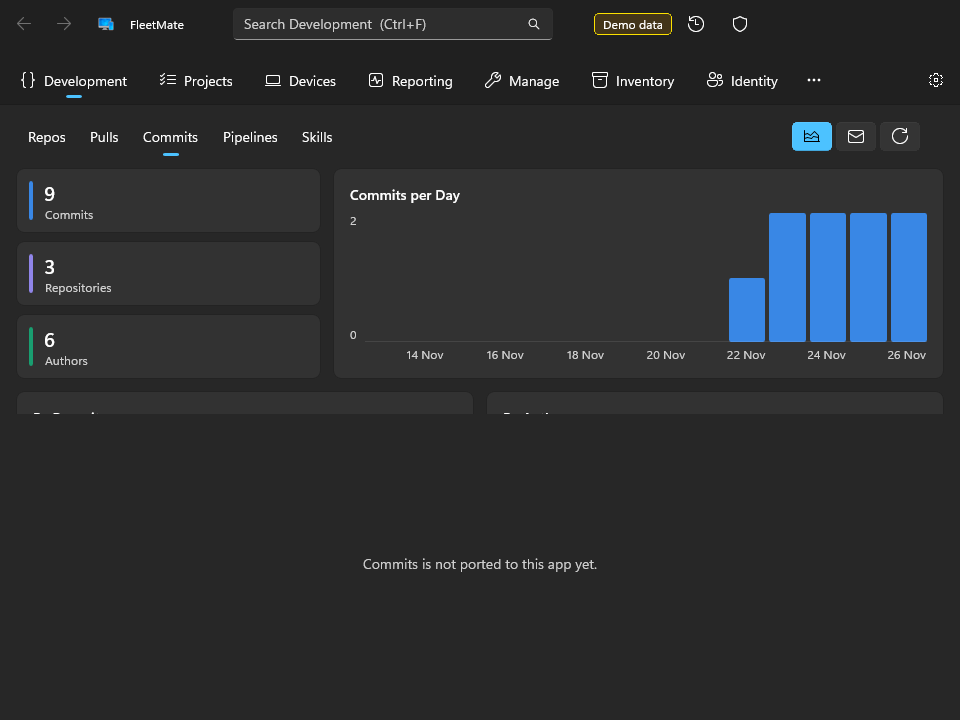 FleetMate
Search Development (Ctrl+F)
Demo data
Development
Projects
Devices
Reporting
Manage
Inventory
Identity
Repos
Pulls
Commits
Pipelines
Skills
9
Commits
3
Repositories
6
Authors
Commits per Day
2
0
14 Nov
16 Nov
18 Nov
20 Nov
22 Nov
24 Nov
26 Nov
Commits is not ported to this app yet.